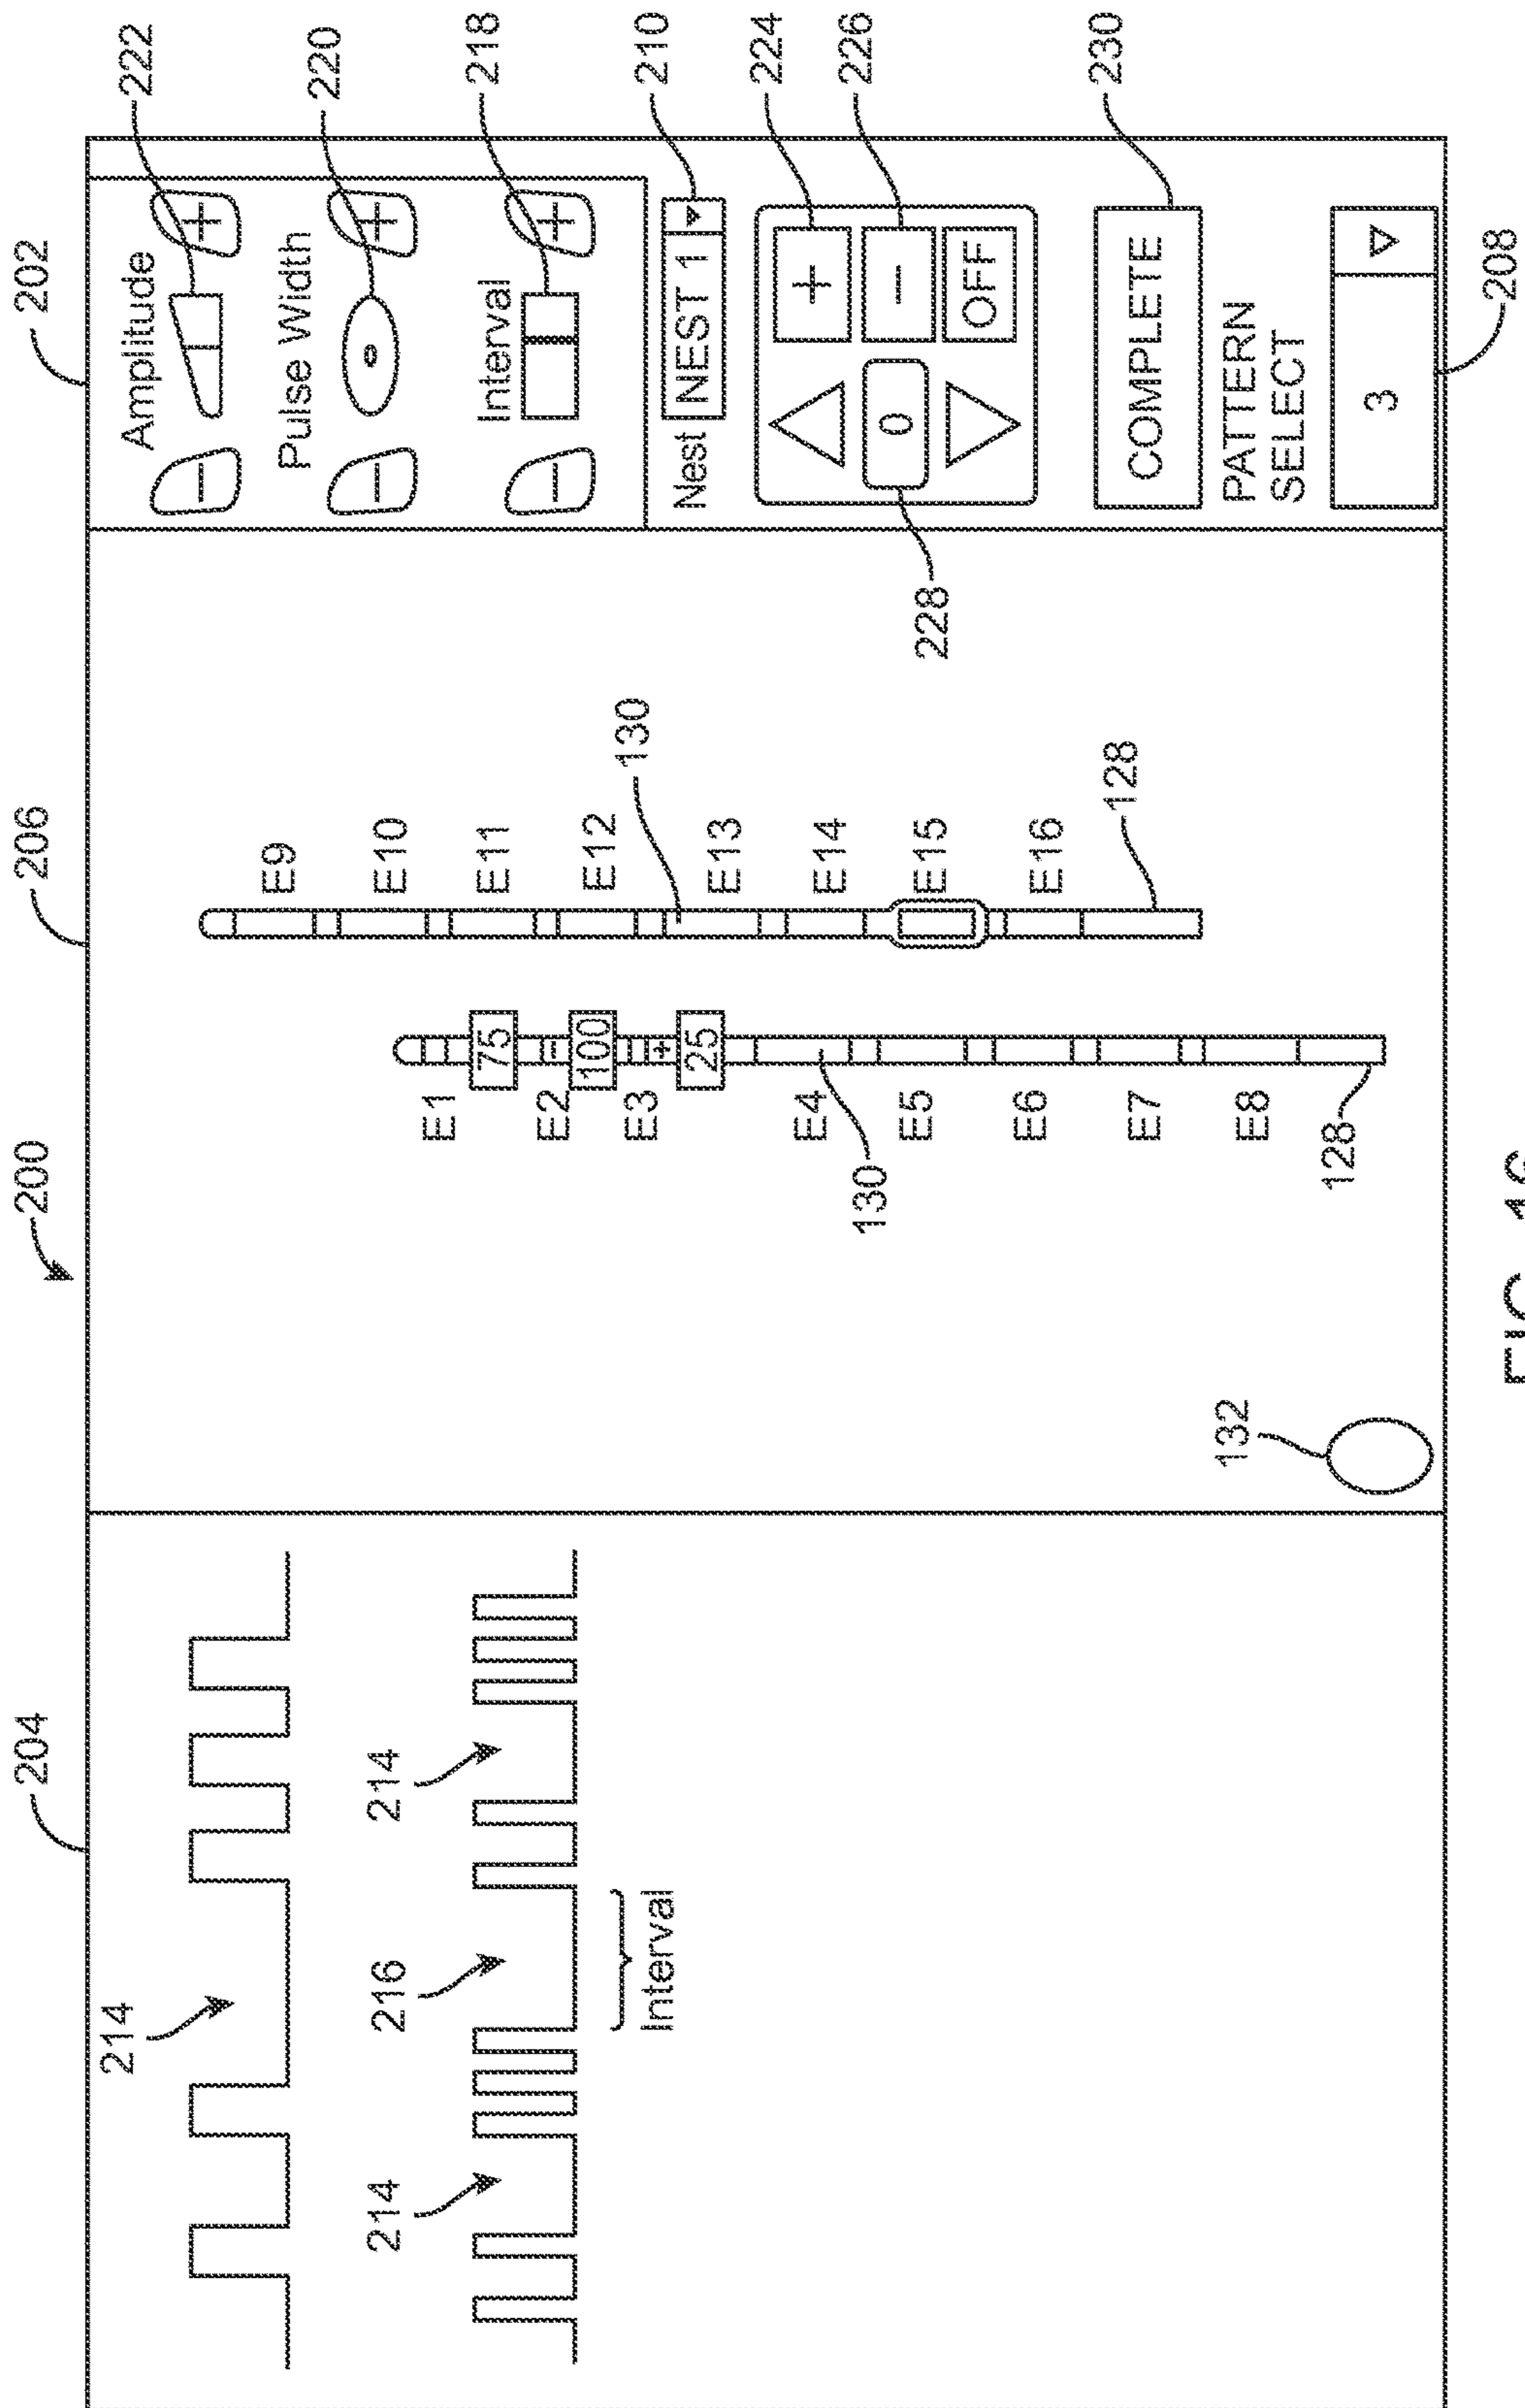 204
200
206
202
214
Amplitude
222
− +
Pulse Width
220
− +
Interval
218
− +
214
216
214
Interval
E9
E10
E11
E12
130
E13
E14
E15
E16
128
E1
75
E2
−
100
E3
+
25
E4
130
E5
E6
E7
E8
128
132
Nest NEST 1
210
+
224
0
−
226
OFF
228
COMPLETE
230
PATTERN
SELECT
3
208